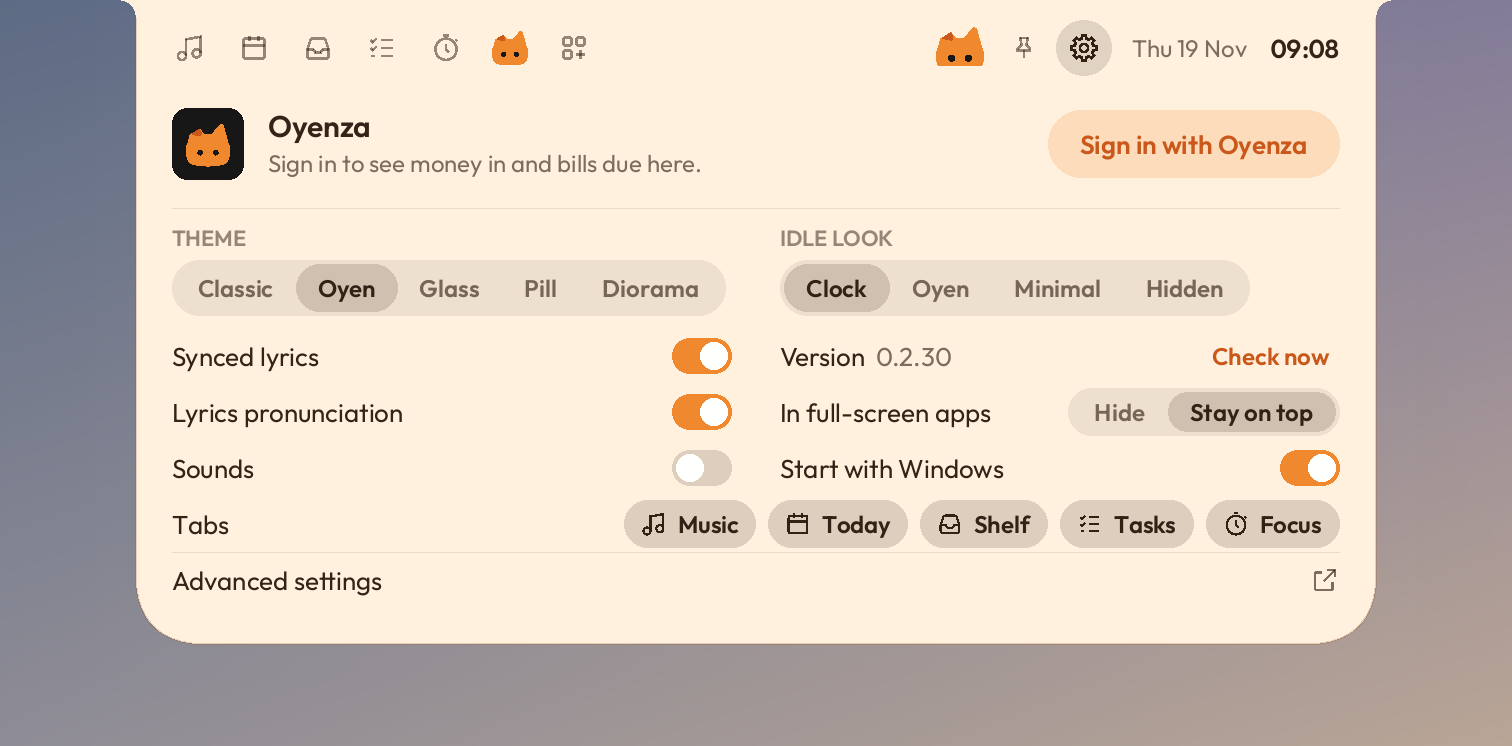 Thu 19 Nov 09:08
Oyenza
Sign in to see money in and bills due here.
Sign in with Oyenza
THEME
Classic Oyen Glass Pill Diorama
IDLE LOOK
Clock Oyen Minimal Hidden
Synced lyrics
Lyrics pronunciation
Sounds
Version 0.2.30 Check now
In full-screen apps Hide Stay on top
Start with Windows
Tabs Music Today Shelf Tasks Focus
Advanced settings